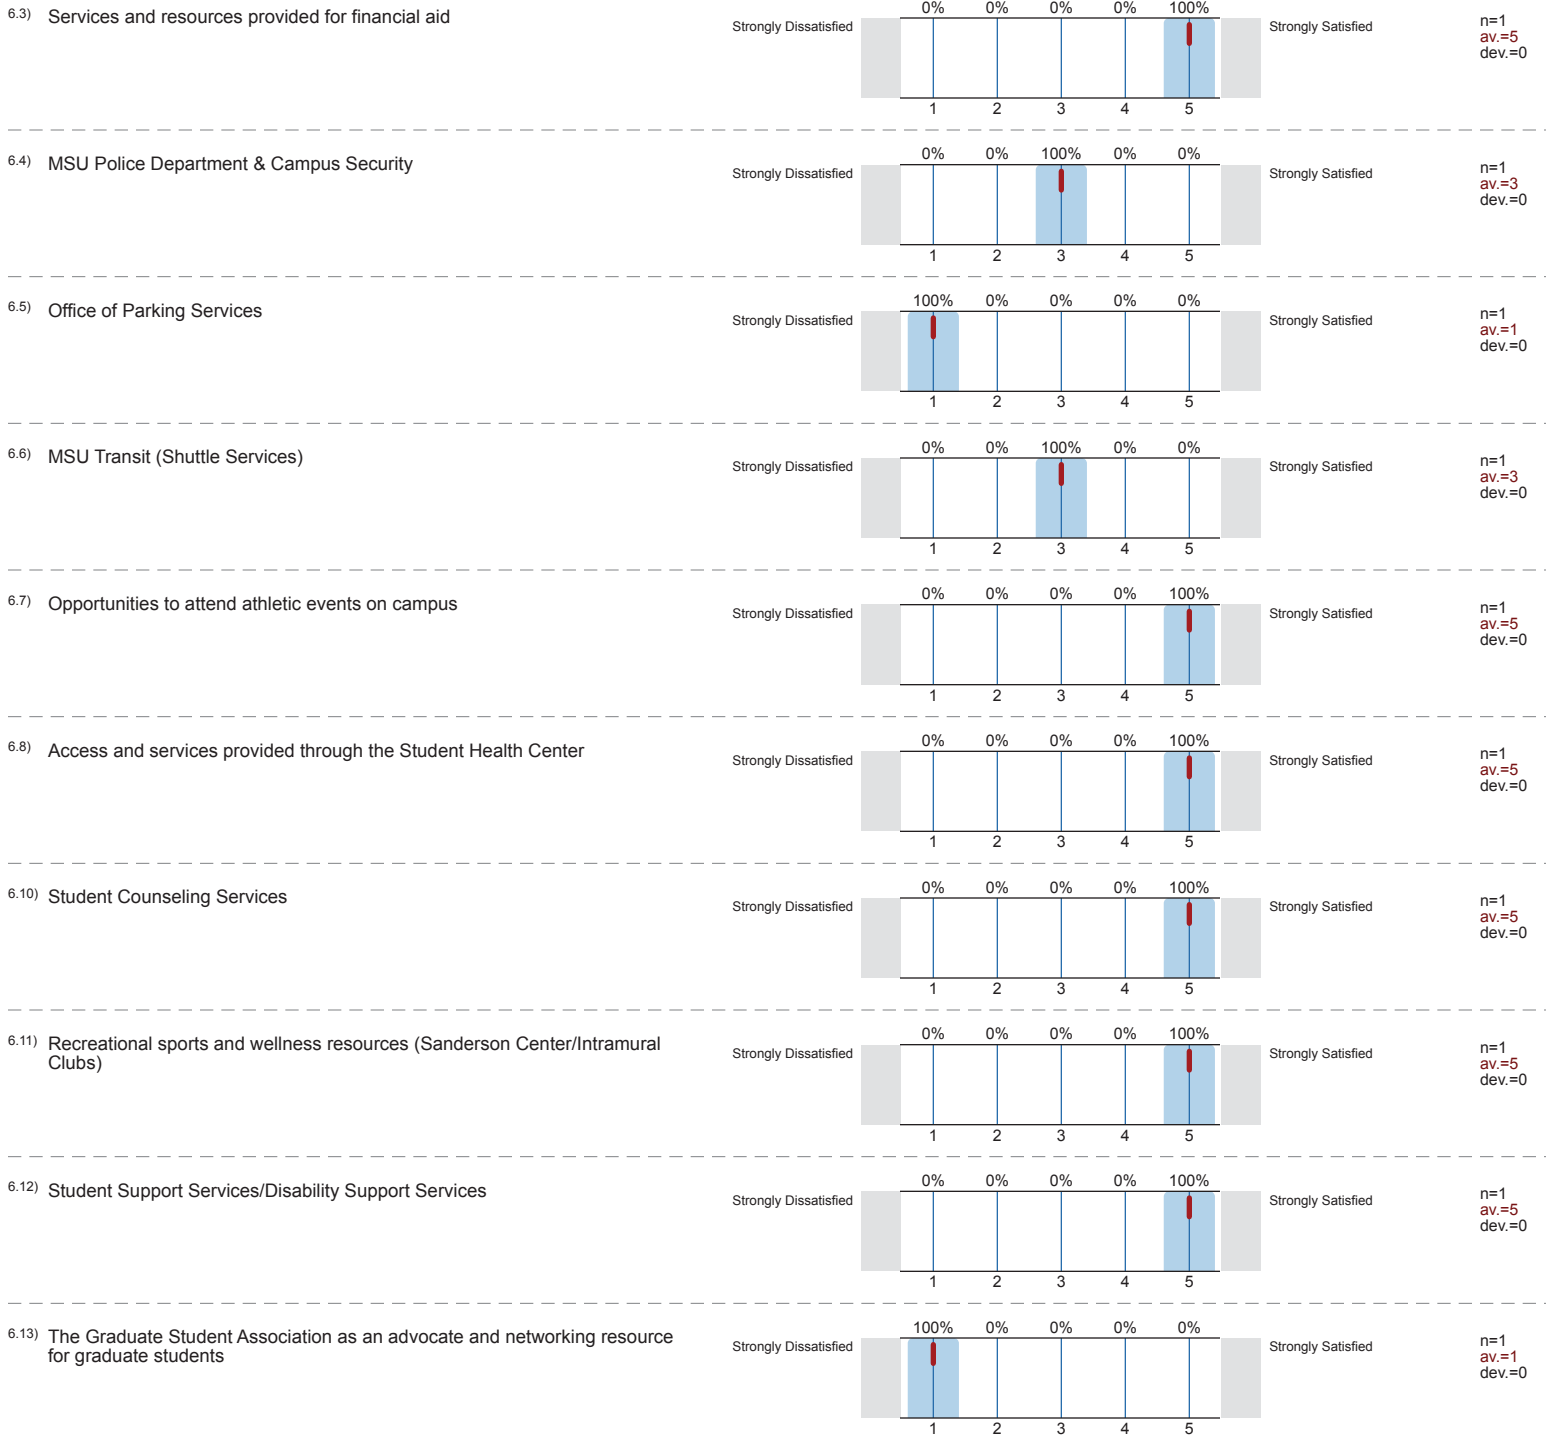 6.3) Services and resources provided for financial aid
0% 0% 0% 0% 100%
Strongly Dissatisfied Strongly Satisfied
n=1
av.=5
dev.=0
1 2 3 4 5
6.4) MSU Police Department & Campus Security
0% 0% 100% 0% 0%
Strongly Dissatisfied Strongly Satisfied
n=1
av.=3
dev.=0
1 2 3 4 5
6.5) Office of Parking Services
100% 0% 0% 0% 0%
Strongly Dissatisfied Strongly Satisfied
n=1
av.=1
dev.=0
1 2 3 4 5
6.6) MSU Transit (Shuttle Services)
0% 0% 100% 0% 0%
Strongly Dissatisfied Strongly Satisfied
n=1
av.=3
dev.=0
1 2 3 4 5
6.7) Opportunities to attend athletic events on campus
0% 0% 0% 0% 100%
Strongly Dissatisfied Strongly Satisfied
n=1
av.=5
dev.=0
1 2 3 4 5
6.8) Access and services provided through the Student Health Center
0% 0% 0% 0% 100%
Strongly Dissatisfied Strongly Satisfied
n=1
av.=5
dev.=0
1 2 3 4 5
6.10) Student Counseling Services
0% 0% 0% 0% 100%
Strongly Dissatisfied Strongly Satisfied
n=1
av.=5
dev.=0
1 2 3 4 5
6.11) Recreational sports and wellness resources (Sanderson Center/Intramural
Clubs)
0% 0% 0% 0% 100%
Strongly Dissatisfied Strongly Satisfied
n=1
av.=5
dev.=0
1 2 3 4 5
6.12) Student Support Services/Disability Support Services
0% 0% 0% 0% 100%
Strongly Dissatisfied Strongly Satisfied
n=1
av.=5
dev.=0
1 2 3 4 5
6.13) The Graduate Student Association as an advocate and networking resource
for graduate students
100% 0% 0% 0% 0%
Strongly Dissatisfied Strongly Satisfied
n=1
av.=1
dev.=0
1 2 3 4 5